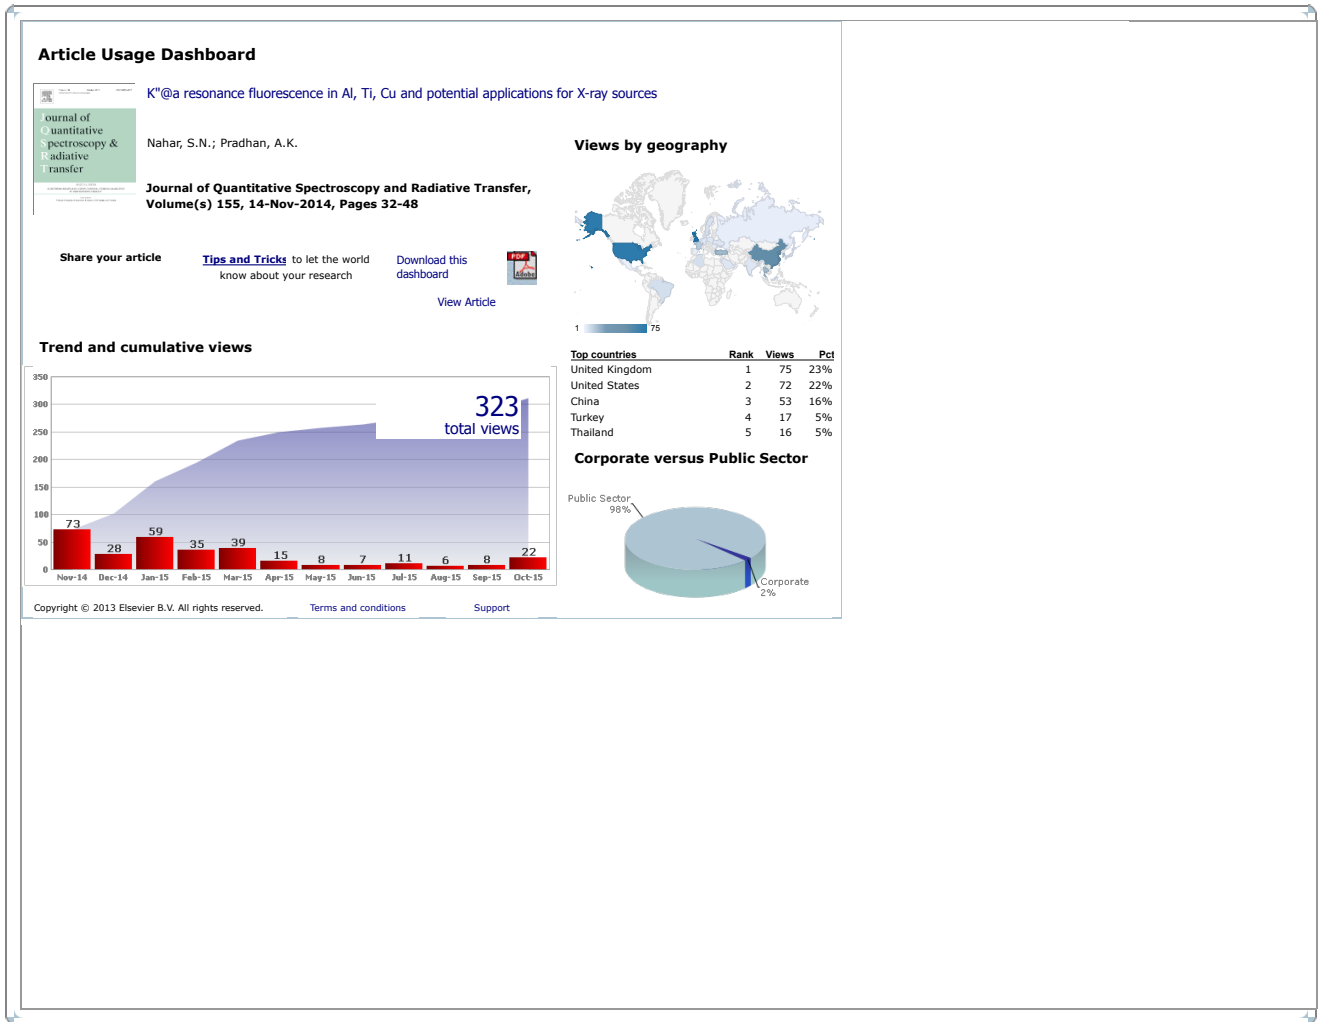 Article Usage Dashboard
K"@a resonance fluorescence in Al, Ti, Cu and potential applications for X-ray sources
Journal of
Quantitative
Spectroscopy &
Radiative
Transfer
Nahar, S.N.; Pradhan, A.K.
Journal of Quantitative Spectroscopy and Radiative Transfer,
Volume(s) 155, 14-Nov-2014, Pages 32-48
Share your article
Tips and Tricks to let the world
know about your research
Download this
dashboard
PDF
Adobe
View Article
Views by geography
1 75
Trend and cumulative views
350
300
250
200
150
100
50
0
323
total views
73 28 59 35 39 15 8 7 11 6 8 22
Nov-14 Dec-14 Jan-15 Feb-15 Mar-15 Apr-15 May-15 Jun-15 Jul-15 Aug-15 Sep-15 Oct-15
Top countries Rank Views Pct
United Kingdom 1 75 23%
United States 2 72 22%
China 3 53 16%
Turkey 4 17 5%
Thailand 5 16 5%
Corporate versus Public Sector
Public Sector
98%
Corporate
2%
Copyright © 2013 Elsevier B.V. All rights reserved. Terms and conditions Support